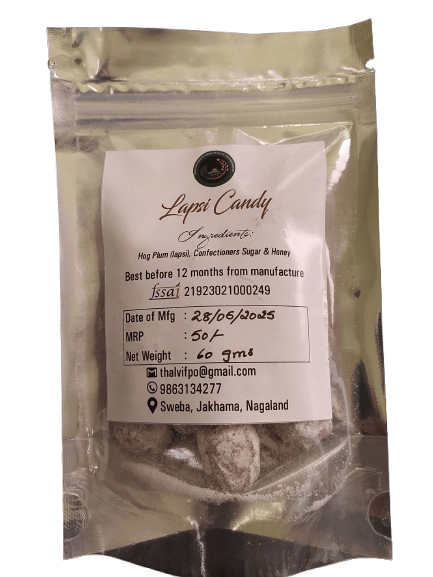 Lapsi Candy
Ingredients:
Hog Plum (lapsi), Confectioners Sugar & Honey
Best before 12 months from manufacture
fssai 21923021000249
Date of Mfg : 28/06/2025
MRP : 50/-
Net Weight : 60 gms
thalvifpo@gmail.com
9863134277
Sweba, Jakhama, Nagaland